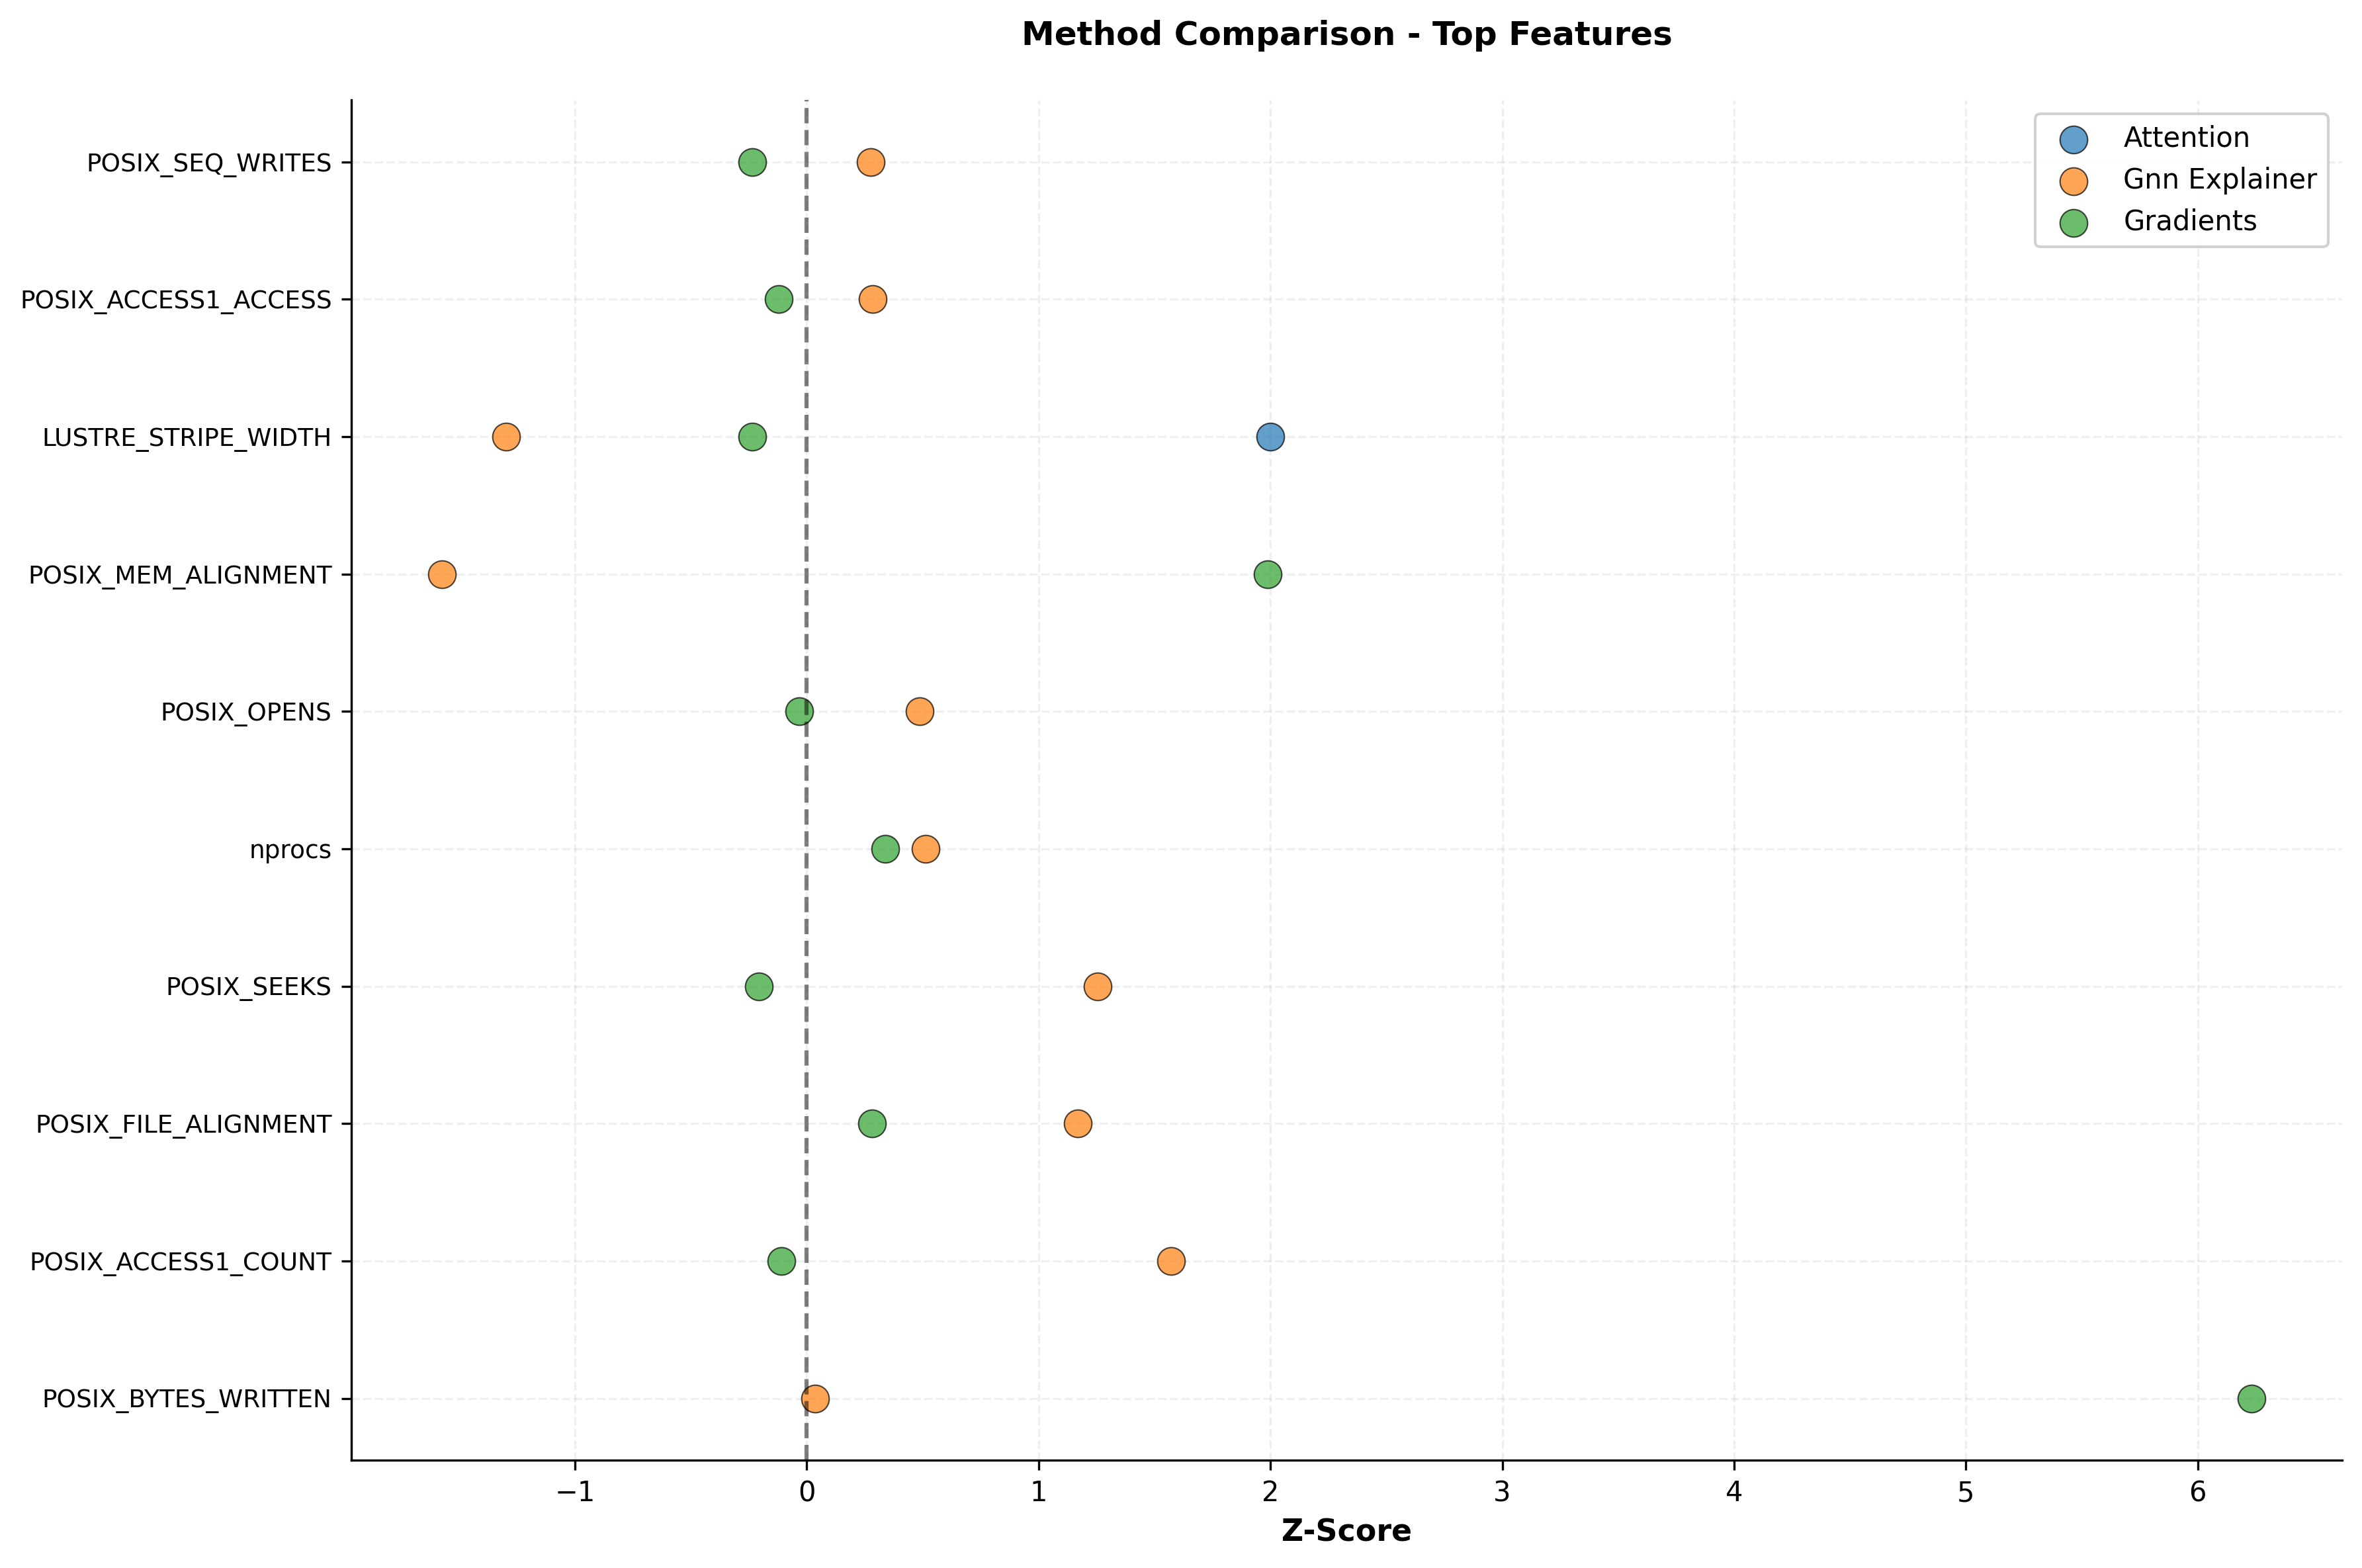 Method Comparison - Top Features
Attention
Gnn Explainer
Gradients
POSIX_SEQ_WRITES
POSIX_ACCESS1_ACCESS
LUSTRE_STRIPE_WIDTH
POSIX_MEM_ALIGNMENT
POSIX_OPENS
nprocs
POSIX_SEEKS
POSIX_FILE_ALIGNMENT
POSIX_ACCESS1_COUNT
POSIX_BYTES_WRITTEN
−1 0 1 2 3 4 5 6
Z-Score